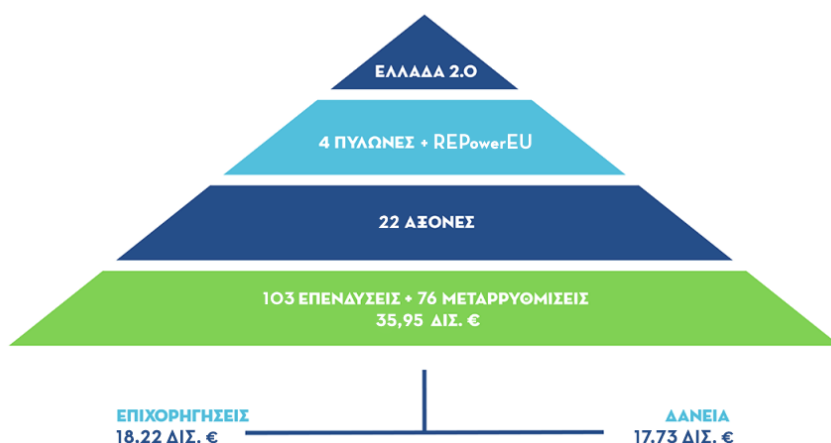 ΕΛΛΑΔΑ 2.0
4 ΠΥΛΩΝΕΣ + REPowerEU
22 ΑΞΟΝΕΣ
103 ΕΠΕΝΔΥΣΕΙΣ + 76 ΜΕΤΑΡΡΥΘΜΙΣΕΙΣ
35,95 ΔΙΣ. €
ΕΠΙΧΟΡΗΓΗΣΕΙΣ
18.22 ΔΙΣ. €
ΔΑΝΕΙΑ
17.73 ΔΙΣ. €